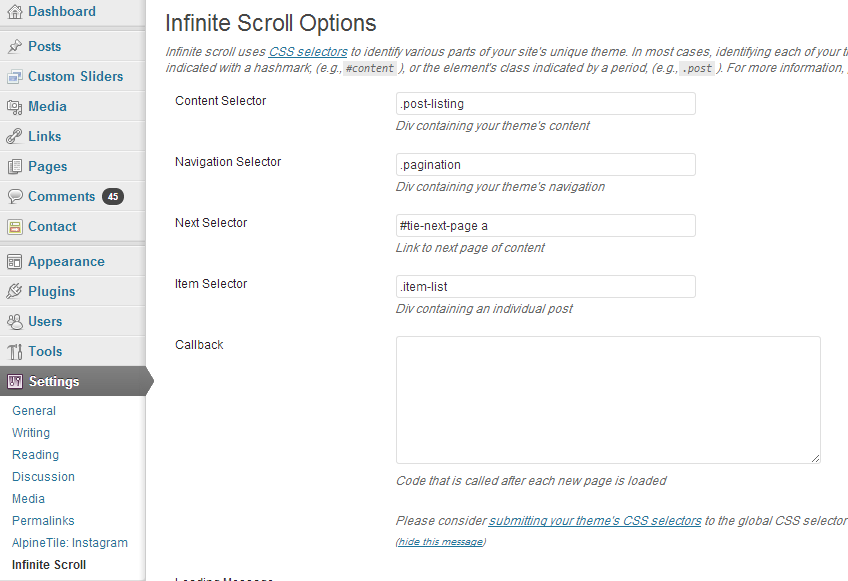 Dashboard
Posts
Custom Sliders
Media
Links
Pages
Comments 45
Contact
Appearance
Plugins
Users
Tools
Settings
General
Writing
Reading
Discussion
Media
Permalinks
AlpineTile: Instagram
Infinite Scroll
Infinite Scroll Options
Infinite scroll uses CSS selectors to identify various parts of your site's unique theme. In most cases, identifying each of your
indicated with a hashmark, (e.g., #content ), or the element's class indicated by a period, (e.g., .post ). For more information,
Content Selector
.post-listing
Div containing your theme's content
Navigation Selector
.pagination
Div containing your theme's navigation
Next Selector
#tie-next-page a
Link to next page of content
Item Selector
.item-list
Div containing an individual post
Callback
Code that is called after each new page is loaded
Please consider submitting your theme's CSS selectors to the global CSS selector
(hide this message)
Loading Message